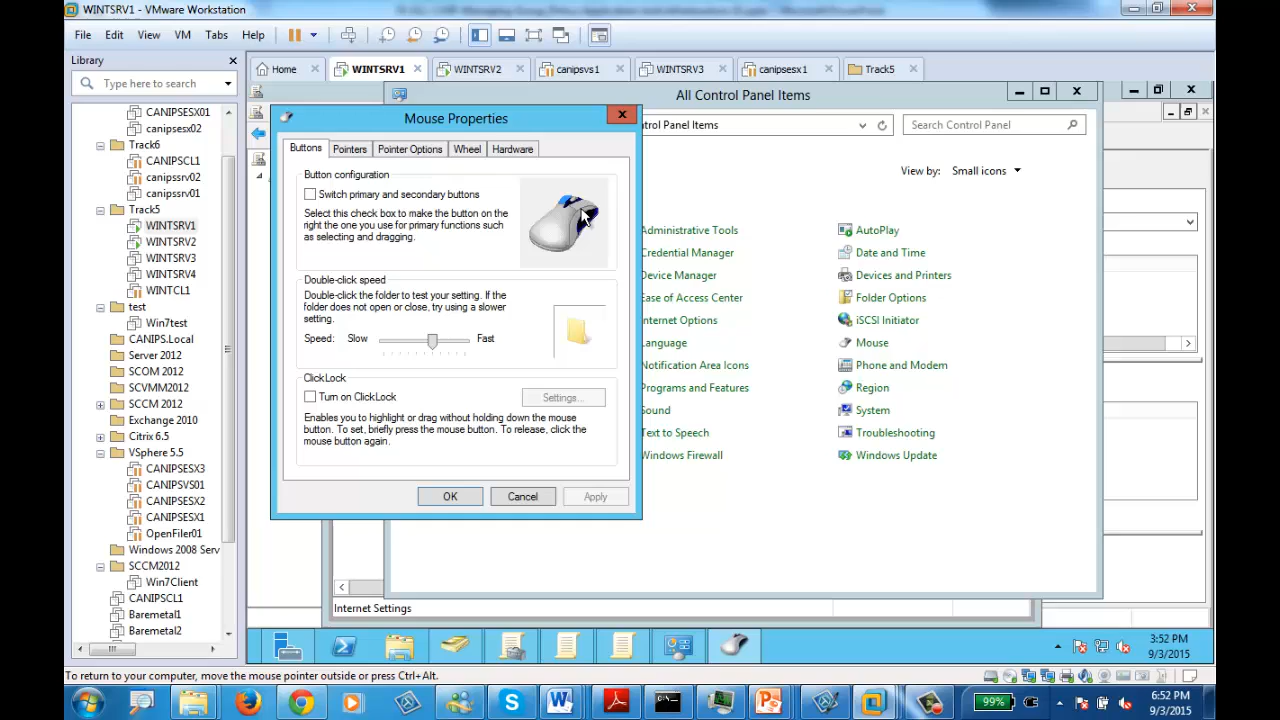 WINTSRV1 - VMware Workstation
File Edit View VM Tabs Help
Library
Type here to search
Home WINTSRV1 WINTSRV2 canipsvs1 WINTSRV3 canipsesx1 Track5
CANIPSESX01
canipsesx02
Track6
CANIPSCL1
canipssrv02
canipssrv01
Track5
WINTSRV1
WINTSRV2
WINTSRV3
WINTSRV4
WINTCL1
test
Win7test
CANIPS.Local
Server 2012
SCOM 2012
SCVMM2012
SCCM 2012
Exchange 2010
Citrix 6.5
VSphere 5.5
CANIPSESX3
CANIPSVS01
CANIPSESX2
CANIPSESX1
OpenFiler01
Windows 2008 Serv
SCCM2012
Win7Client
CANIPSCL1
Baremetal1
Baremetal2
All Control Panel Items
ntrol Panel Items
Search Control Panel
View by: Small icons
Administrative Tools
AutoPlay
Credential Manager
Date and Time
Device Manager
Devices and Printers
Ease of Access Center
Folder Options
nternet Options
iSCSI Initiator
Language
Mouse
Notification Area Icons
Phone and Modem
Programs and Features
Region
Sound
System
Text to Speech
Troubleshooting
Windows Firewall
Windows Update
Mouse Properties
Buttons Pointers Pointer Options Wheel Hardware
Button configuration
Switch primary and secondary buttons
Select this check box to make the button on the
right the one you use for primary functions such
as selecting and dragging.
Double-click speed
Double-click the folder to test your setting. If the
folder does not open or close, try using a slower
setting.
Speed: Slow Fast
ClickLock
Turn on ClickLock
Settings...
Enables you to highlight or drag without holding down the mouse
button. To set, briefly press the mouse button. To release, click the
mouse button again.
OK Cancel Apply
Internet Settings
3:52 PM
9/3/2015
To return to your computer, move the mouse pointer outside or press Ctrl+Alt.
99%
6:52 PM
9/3/2015